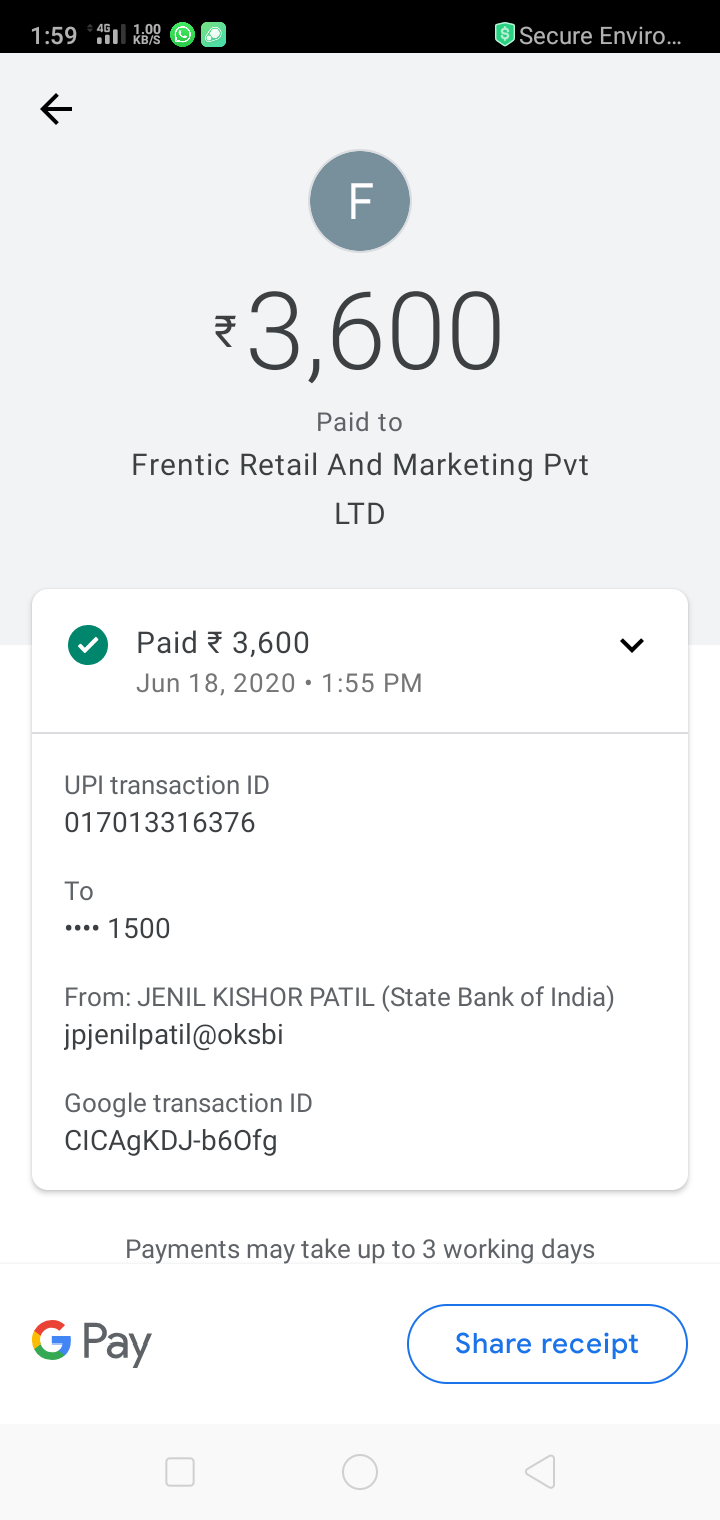 1:59 4G 1.00 KB/S Secure Enviro...
F
₹3,600
Paid to
Frentic Retail And Marketing Pvt
LTD
Paid ₹ 3,600
Jun 18, 2020 • 1:55 PM
UPI transaction ID
017013316376
To
•••• 1500
From: JENIL KISHOR PATIL (State Bank of India)
jpjenilpatil@oksbi
Google transaction ID
CICAgKDJ-b6Ofg
Payments may take up to 3 working days
G Pay
Share receipt